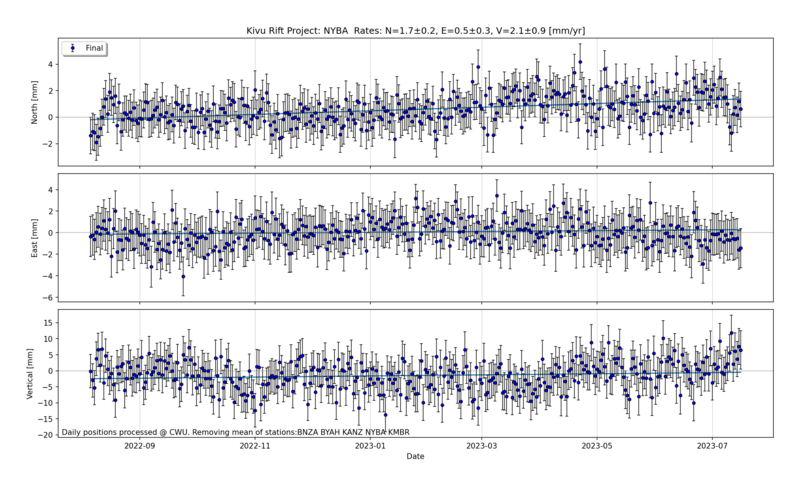 Kivu Rift Project: NYBA  Rates: N=1.7±0.2, E=0.5±0.3, V=2.1±0.9 [mm/yr]
Final
North [mm]
4
2
0
−2
East [mm]
4
2
0
−2
−4
−6
Vertical [mm]
15
10
5
0
−5
−10
−15
−20
Daily positions processed @ CWU. Removing mean of stations:BNZA BYAH KANZ NYBA KMBR
2022-09 2022-11 2023-01 2023-03 2023-05 2023-07
Date